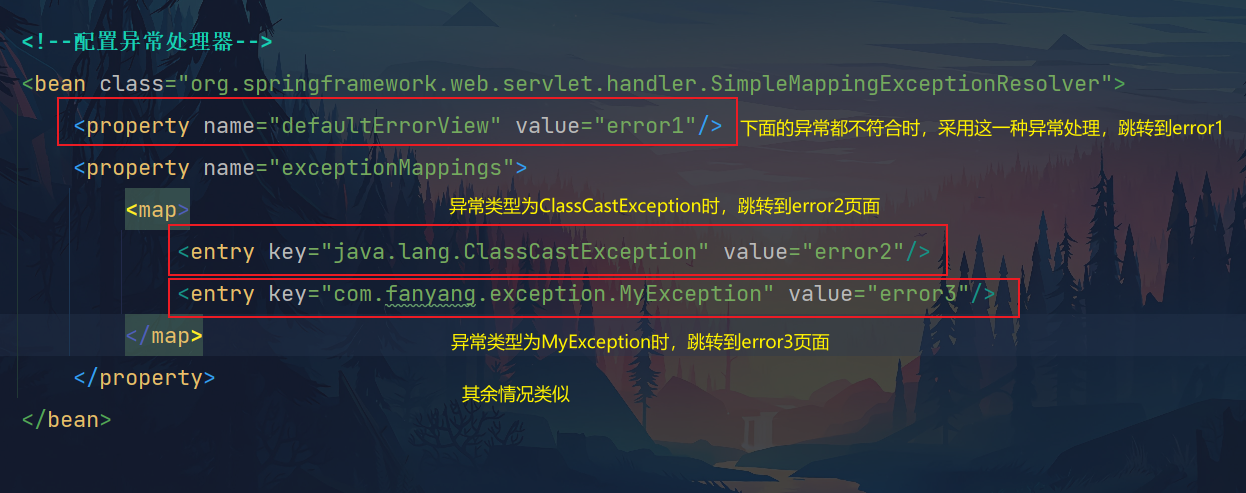 <!--配置异常处理器-->
<bean class="org.springframework.web.servlet.handler.SimpleMappingExceptionResolver">
<property name="defaultErrorView" value="error1"/> 下面的异常都不符合时，采用这一种异常处理，跳转到error1
<property name="exceptionMappings">
<map> 异常类型为ClassCastException时，跳转到error2页面
<entry key="java.lang.ClassCastException" value="error2"/>
<entry key="com.fanyang.exception.MyException" value="error3"/>
</map> 异常类型为MyException时，跳转到error3页面
</property>
其余情况类似
</bean>